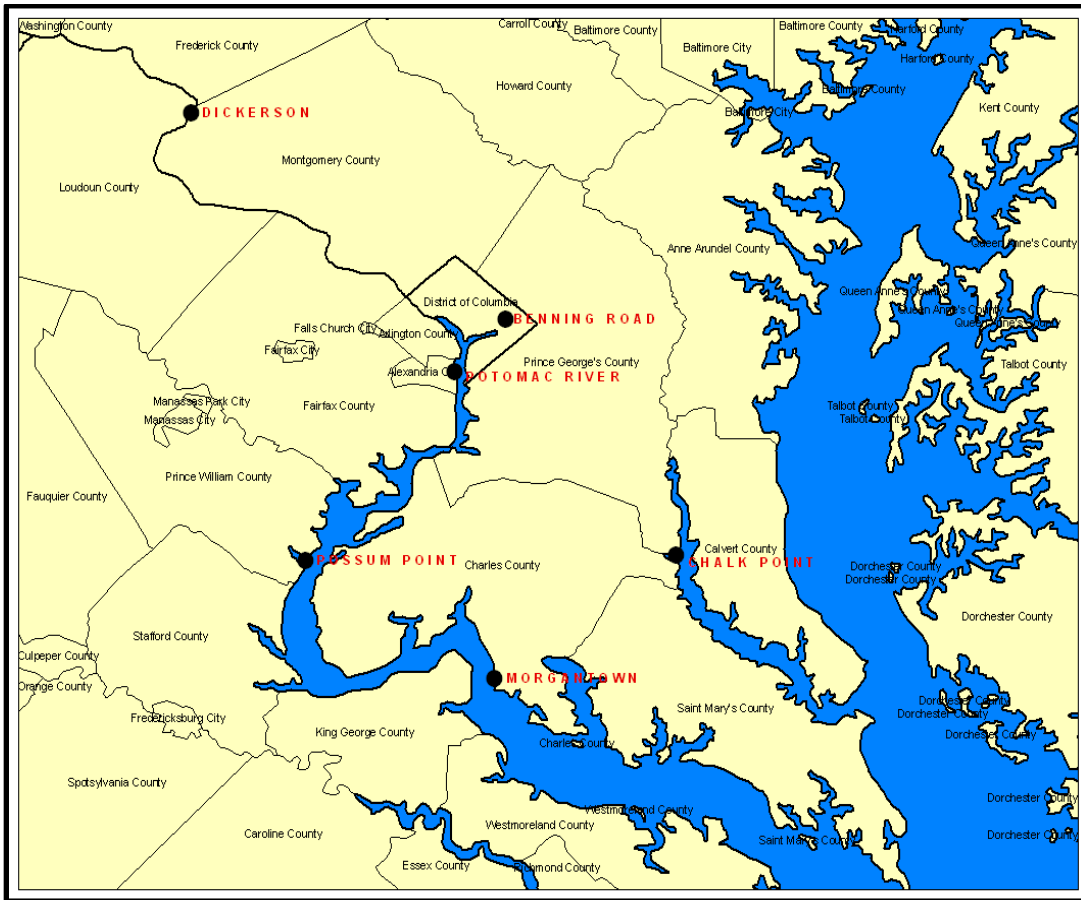 Washington County
Frederick County
Carroll County
Baltimore County
Baltimore City
Baltimore County
Harford County
Harford County
Howard County
Baltimore County
Kent County
Baltimore City
DICKERSON
Montgomery County
Loudoun County
Anne Arundel County
Queen Anne's County
Queen Anne's County
Queen Anne's County
Queen Anne's County
District of Columbia
BENNING ROAD
Falls Church City
Arlington County
Fairfax City
Prince George's County
Talbot County
Alexandria C
POTOMAC RIVER
Manassas Park City
Fairfax County
Talbot County
Talbot County
Manassas City
Prince William County
Fauquier County
POSSUM POINT
Charles County
Calvert County
CHALK POINT
Dorchester County
Dorchester County
Dorchester County
Stafford County
Culpeper County
Orange County
MORGANTOWN
Dorchester County
Dorchester County
Saint Mary's County
Fredericksburg City
King George County
Charles County
Dorchester County
Spotsylvania County
Dorchester County
Westmoreland County
Westmoreland County
Caroline County
Dorchester County
Saint Mary's County
Essex County
Richmond County